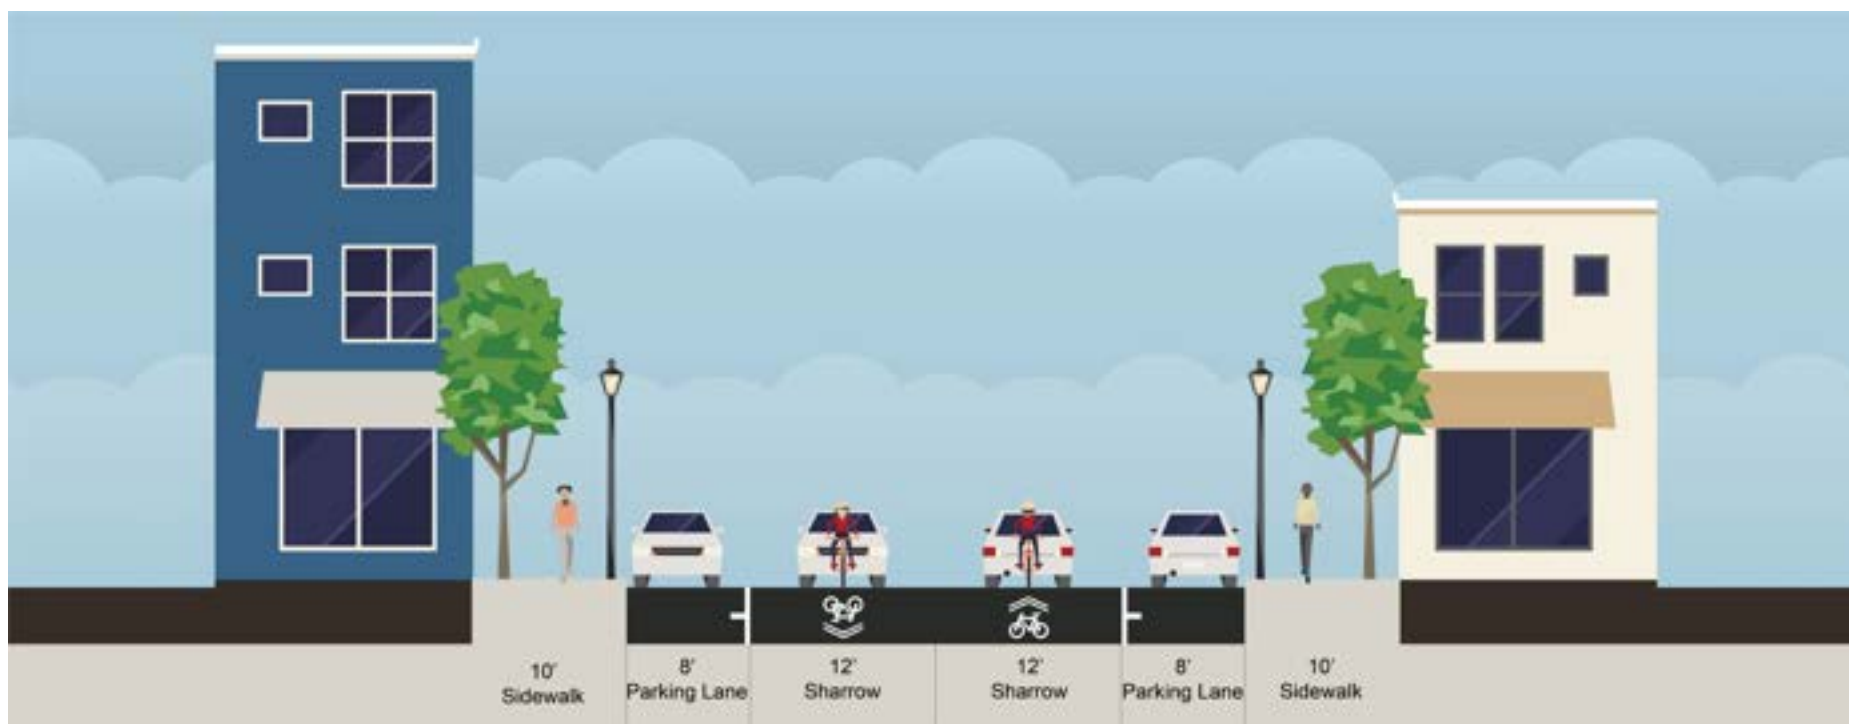 10'
Sidewalk
8'
Parking Lane
12'
Sharrow
12'
Sharrow
8'
Parking Lane
10'
Sidewalk